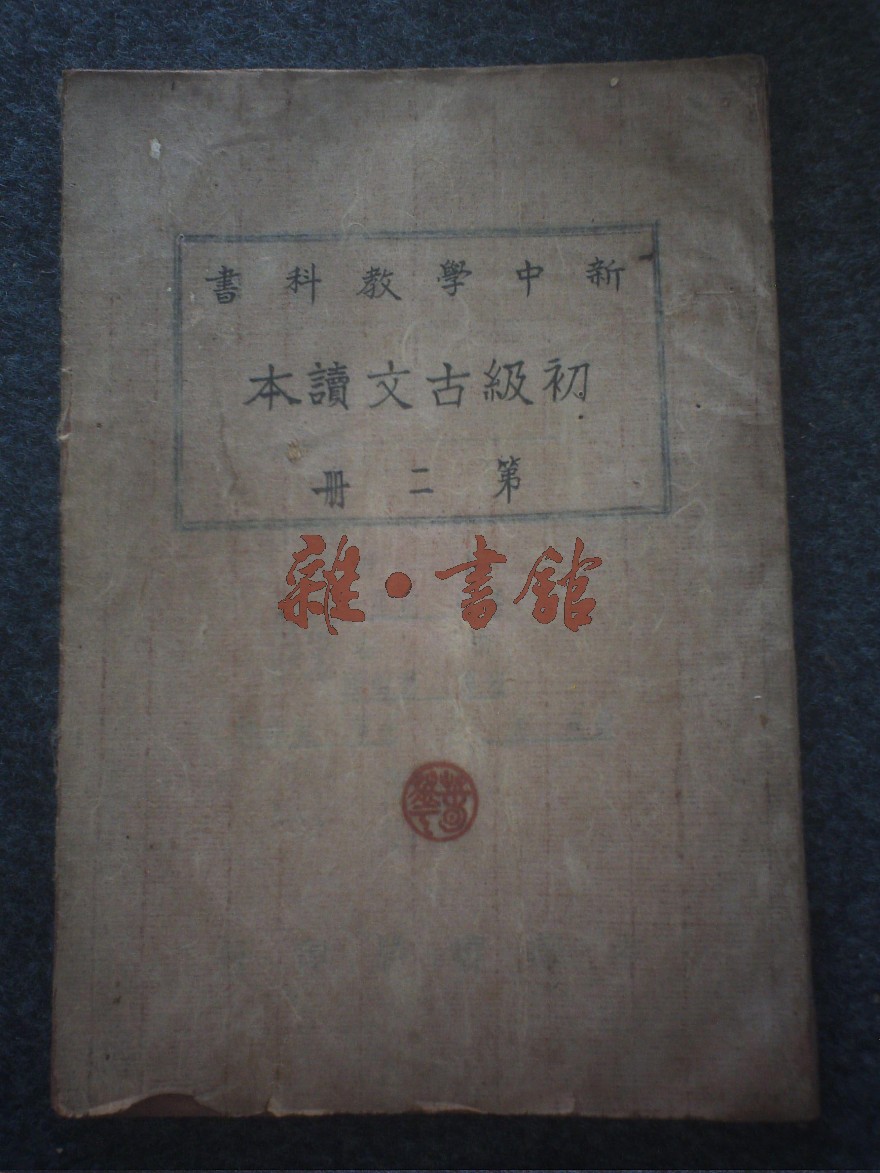 新中學教科書
初級古文讀本
第二冊
雜·書館